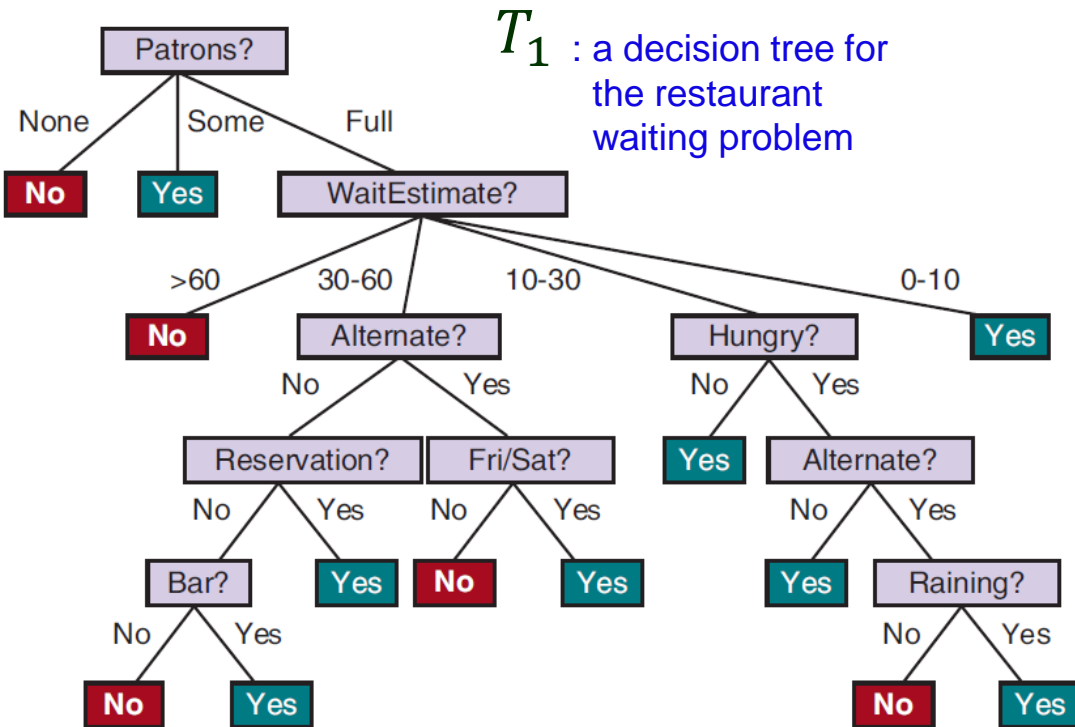 T₁ : a decision tree for
the restaurant
waiting problem
Patrons?
None Some Full
No Yes WaitEstimate?
>60 30-60 10-30 0-10
No Alternate? Hungry? Yes
No Yes No Yes
Reservation? Fri/Sat? Yes Alternate?
No Yes No Yes No Yes
Bar? Yes No Yes Yes Raining?
No Yes No Yes
No Yes No Yes